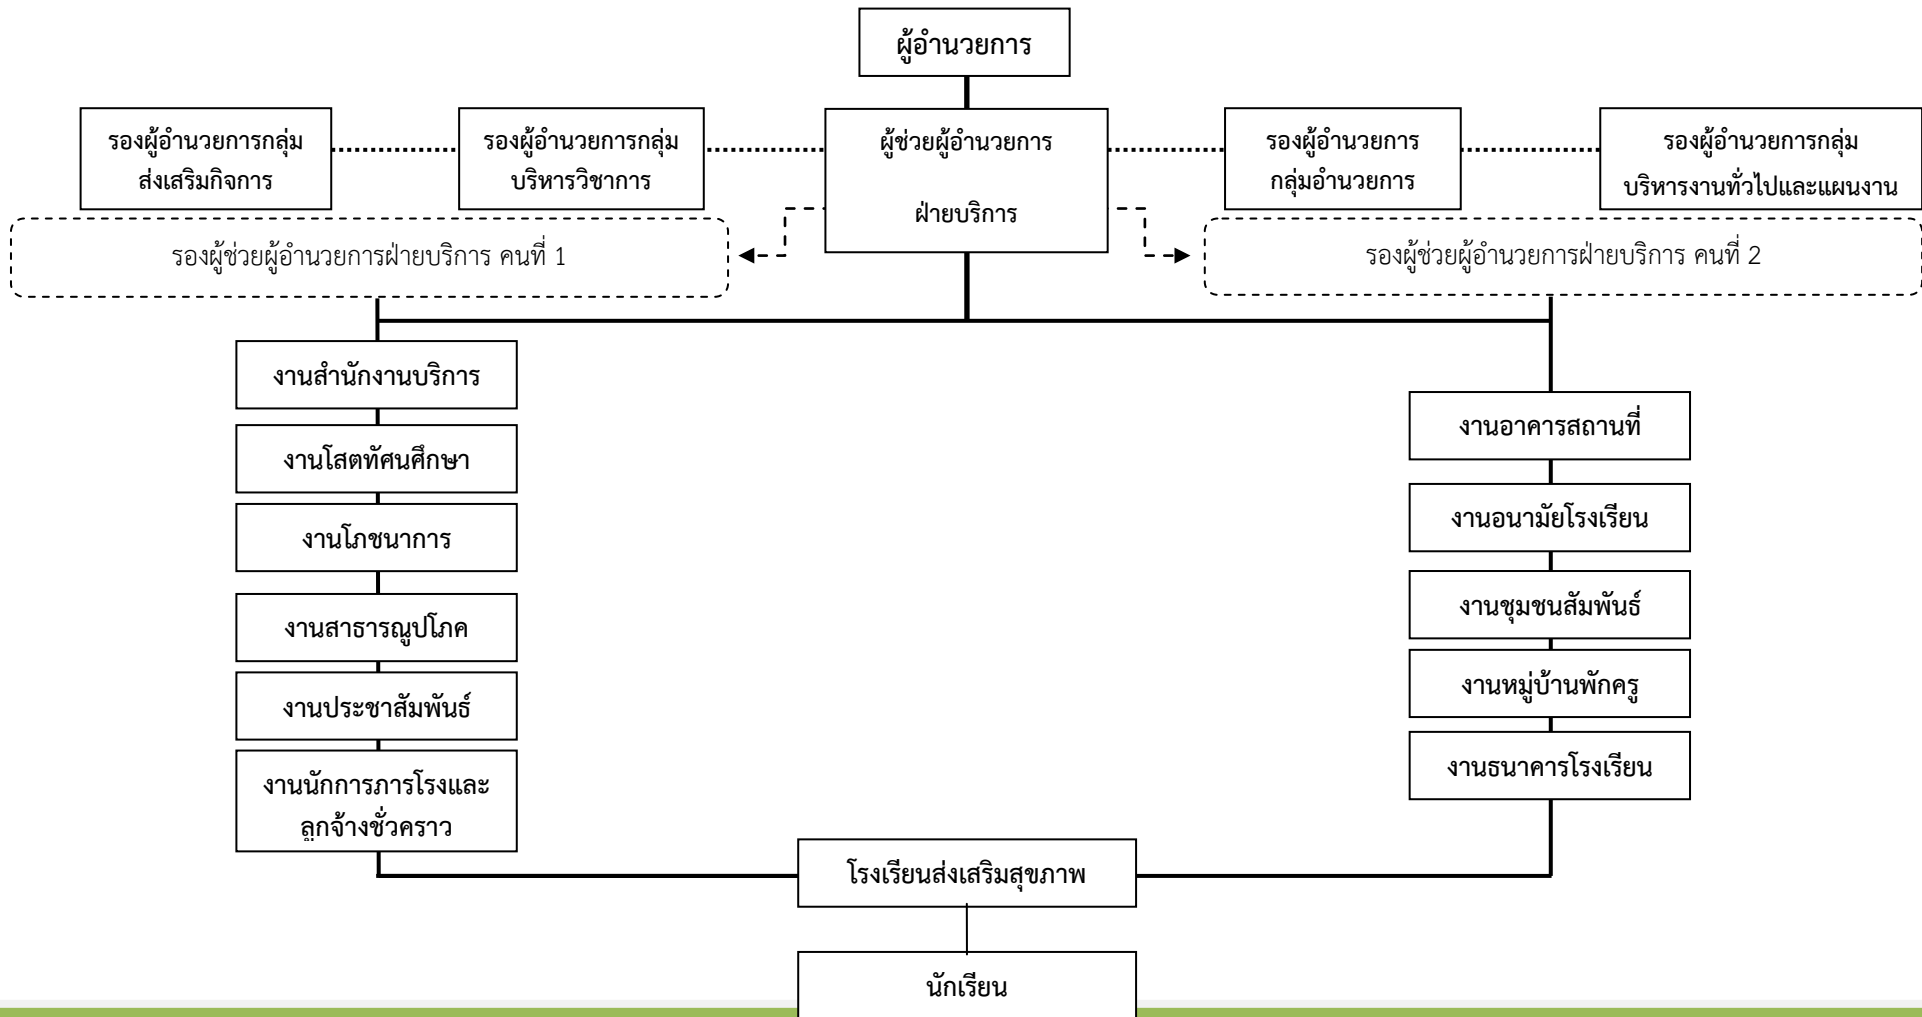 ผู้อำนวยการ
รองผู้อำนวยการกลุ่ม
ส่งเสริมกิจการ
รองผู้อำนวยการกลุ่ม
บริหารวิชาการ
ผู้ช่วยผู้อำนวยการ
ฝ่ายบริการ
รองผู้อำนวยการ
กลุ่มอำนวยการ
รองผู้อำนวยการกลุ่ม
บริหารงานทั่วไปและแผนงาน
รองผู้ช่วยผู้อำนวยการฝ่ายบริการ คนที่ 1
รองผู้ช่วยผู้อำนวยการฝ่ายบริการ คนที่ 2
งานสำนักงานบริการ
งานโสตทัศนศึกษา
งานโภชนาการ
งานสาธารณูปโภค
งานประชาสัมพันธ์
งานนักการภารโรงและ
ลูกจ้างชั่วคราว
งานอาคารสถานที่
งานอนามัยโรงเรียน
งานชุมชนสัมพันธ์
งานหมู่บ้านพักครู
งานธนาคารโรงเรียน
โรงเรียนส่งเสริมสุขภาพ
นักเรียน